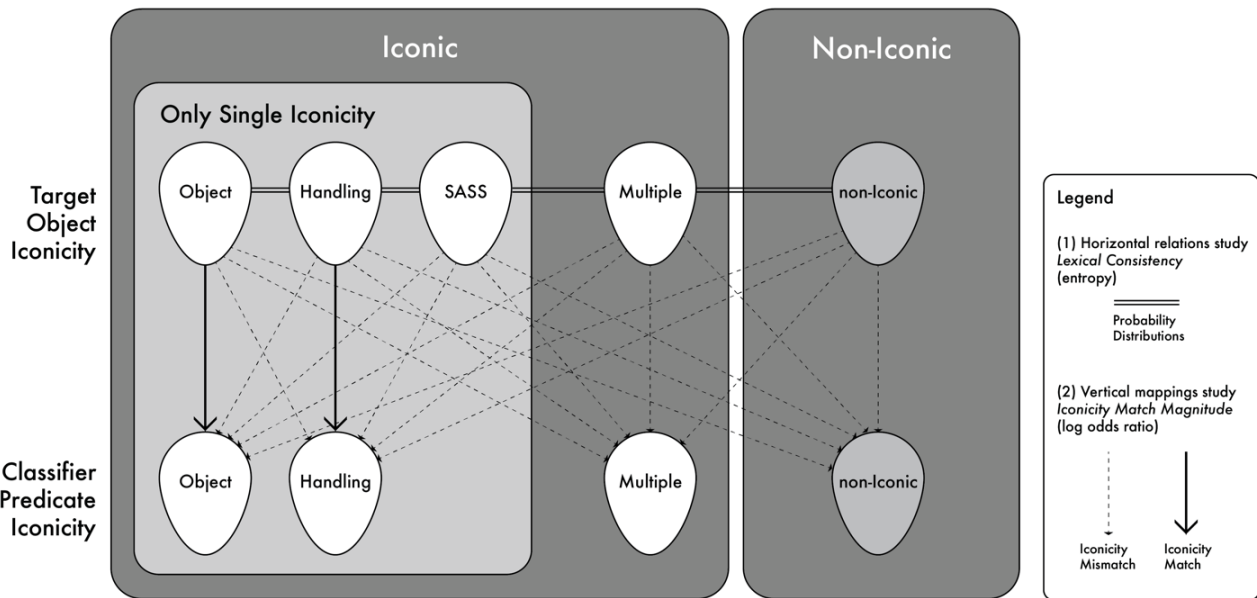 Iconic
Non-Iconic
Only Single Iconicity
Target
Object
Iconicity
Object
Handling
SASS
Multiple
non-Iconic
Classifier
Predicate
Iconicity
Object
Handling
Multiple
non-Iconic
Legend
(1) Horizontal relations study
Lexical Consistency
(entropy)
Probability
Distributions
(2) Vertical mappings study
Iconicity Match Magnitude
(log odds ratio)
Iconicity
Mismatch
Iconicity
Match